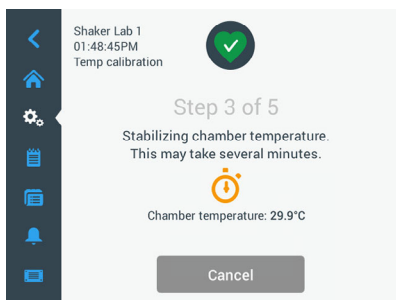 Shaker Lab 1
01:48:45PM
Temp calibration
Step 3 of 5
Stabilizing chamber temperature.
This may take several minutes.
Chamber temperature: 29.9°C
Cancel